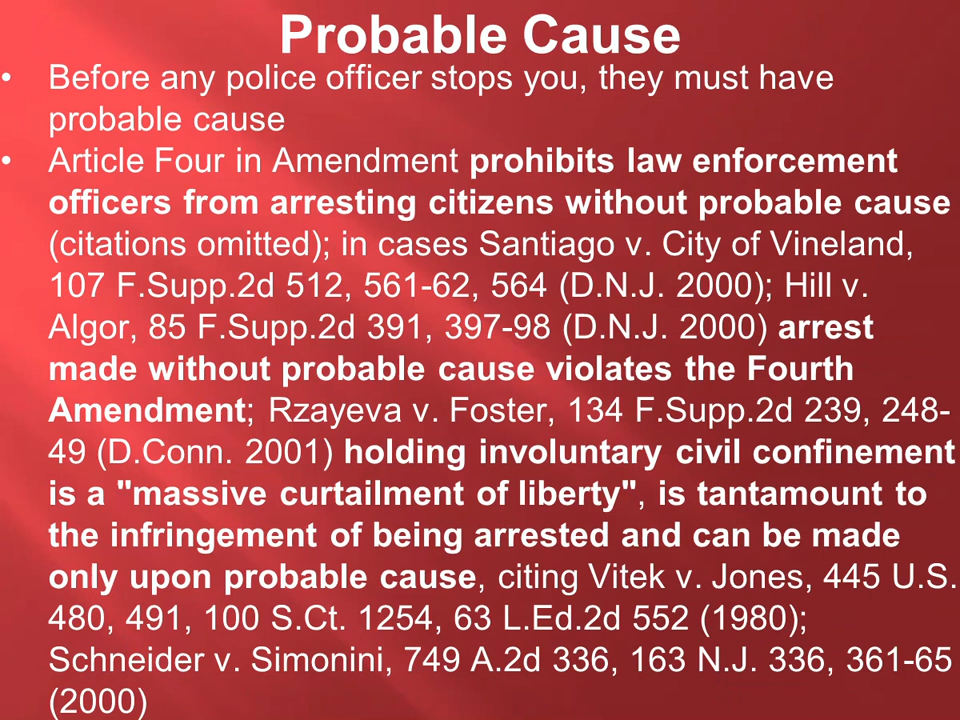 Probable Cause
• Before any police officer stops you, they must have
probable cause
• Article Four in Amendment prohibits law enforcement
officers from arresting citizens without probable cause
(citations omitted); in cases Santiago v. City of Vineland,
107 F.Supp.2d 512, 561-62, 564 (D.N.J. 2000); Hill v.
Algor, 85 F.Supp.2d 391, 397-98 (D.N.J. 2000) arrest
made without probable cause violates the Fourth
Amendment; Rzayeva v. Foster, 134 F.Supp.2d 239, 248-
49 (D.Conn. 2001) holding involuntary civil confinement
is a "massive curtailment of liberty", is tantamount to
the infringement of being arrested and can be made
only upon probable cause, citing Vitek v. Jones, 445 U.S.
480, 491, 100 S.Ct. 1254, 63 L.Ed.2d 552 (1980);
Schneider v. Simonini, 749 A.2d 336, 163 N.J. 336, 361-65
(2000)